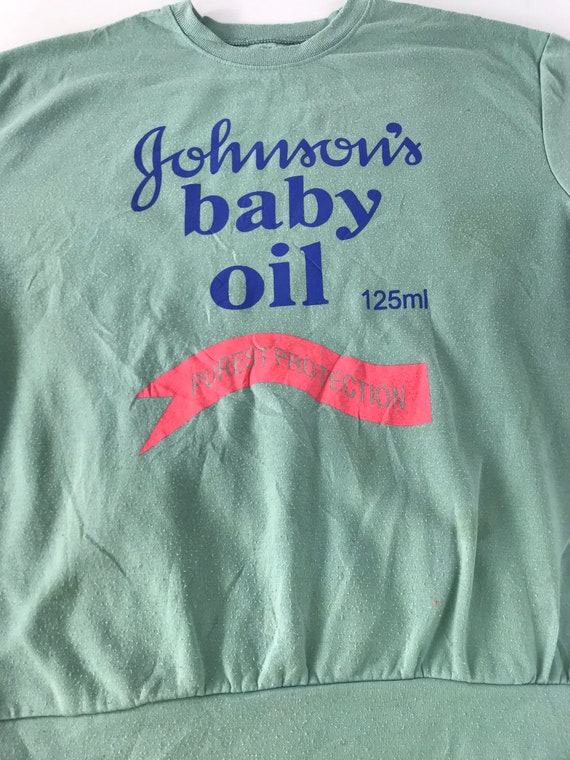 Johnson's
baby
oil 125ml
PUREST PROTECTION